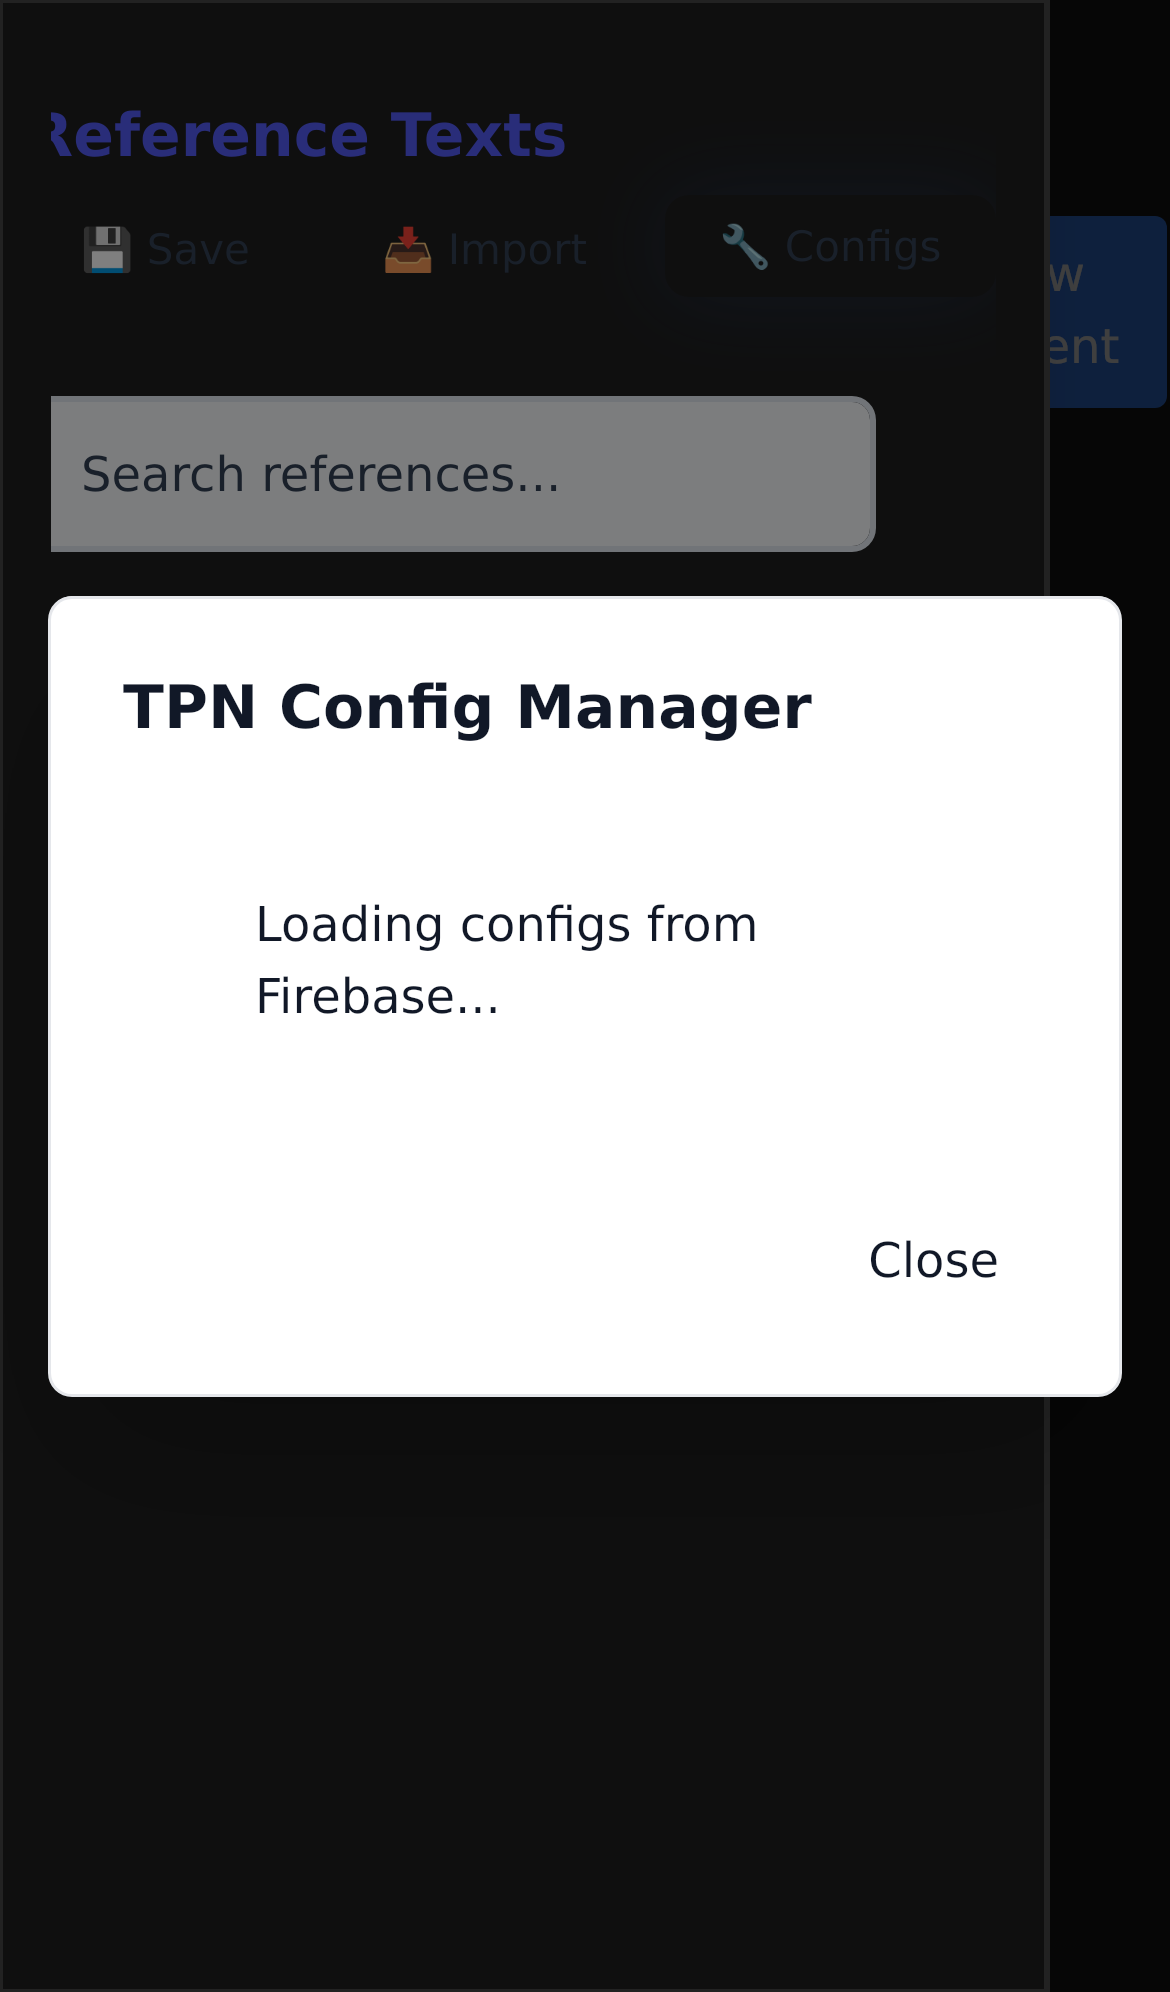 Reference Texts
💾 Save 📥 Import 🔧 Configs
w
ent
Search references...
TPN Config Manager
Loading configs from
Firebase...
Close